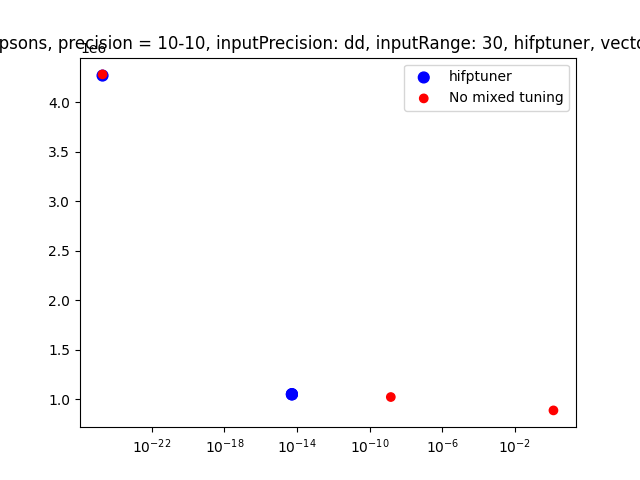 psons, precision = 10-10, inputPrecision: dd, inputRange: 30, hifptuner, vecto
1e6
hifptuner
No mixed tuning
4.0
3.5
3.0
2.5
2.0
1.5
1.0
10⁻²² 10⁻¹⁸ 10⁻¹⁴ 10⁻¹⁰ 10⁻⁶ 10⁻²